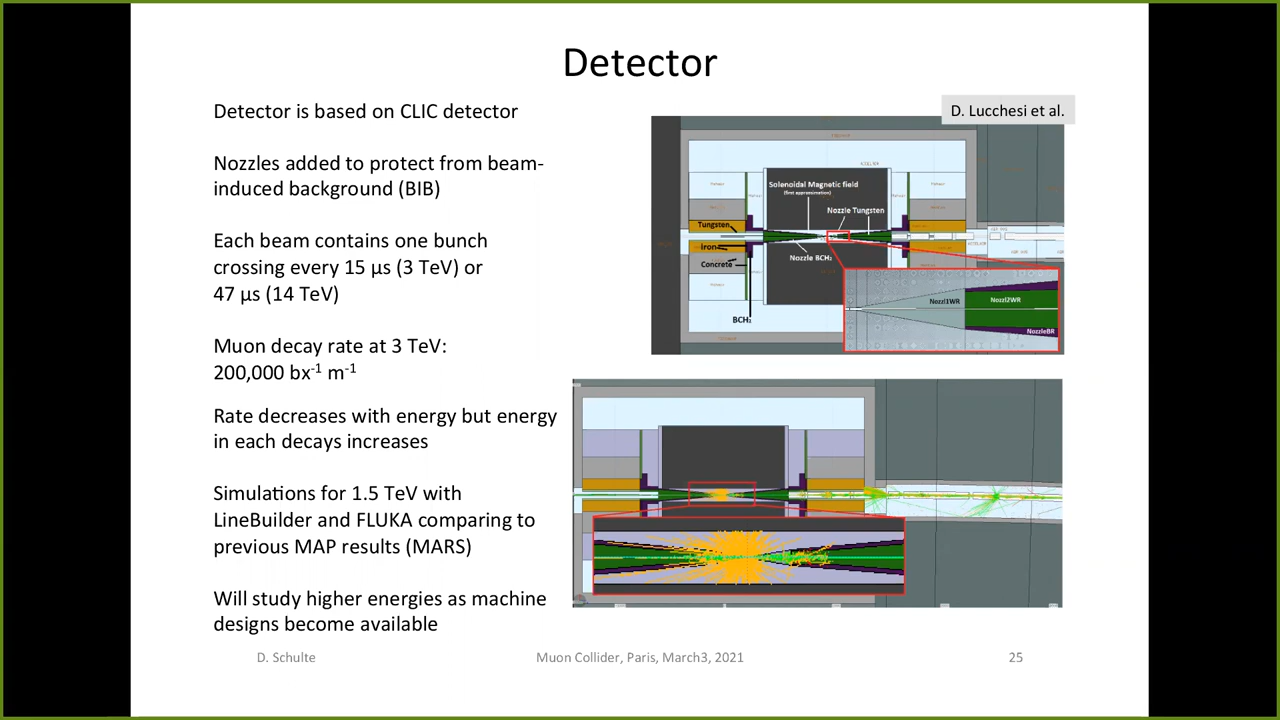 Detector
Detector is based on CLIC detector
Nozzles added to protect from beam-
induced background (BIB)
Each beam contains one bunch
crossing every 15 μs (3 TeV) or
47 μs (14 TeV)
Muon decay rate at 3 TeV:
200,000 bx⁻¹ m⁻¹
Rate decreases with energy but energy
in each decays increases
Simulations for 1.5 TeV with
LineBuilder and FLUKA comparing to
previous MAP results (MARS)
Will study higher energies as machine
designs become available
D. Lucchesi et al.
Solenoidal Magnetic field
(first approximation)
Nozzle Tungsten
Tungsten
Iron
Concrete
Nozzle BCH₂
BCH₂
Nozzl1WR
Nozzl2WR
NozzleBR
D. Schulte
Muon Collider, Paris, March3, 2021
25